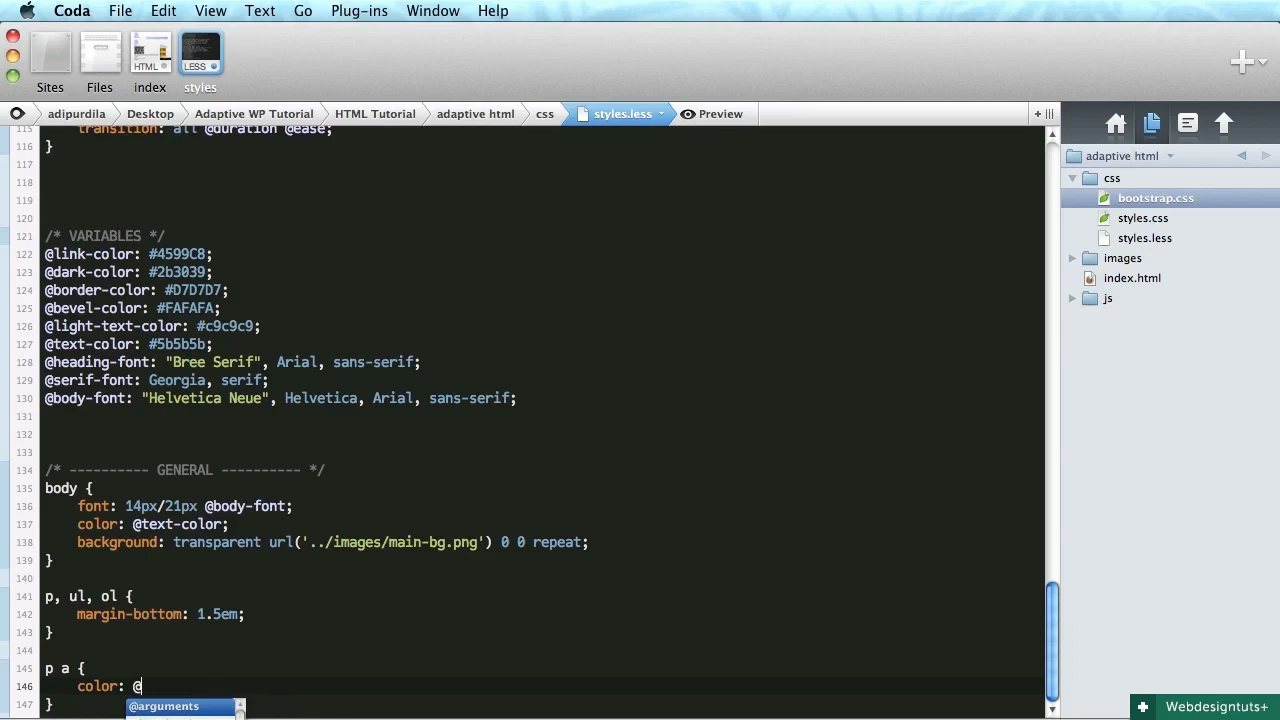 Coda File Edit View Text Go Plug-ins Window Help
HTML
LESS
Sites Files index styles
adipurdila Desktop Adaptive WP Tutorial HTML Tutorial adaptive html css styles.less Preview
115 transition: all @duration @ease;
116 }
117
118
119
120
121 /* VARIABLES */
122 @link-color: #4599C8;
123 @dark-color: #2b3039;
124 @border-color: #D7D7D7;
125 @bevel-color: #FAFAFA;
126 @light-text-color: #c9c9c9;
127 @text-color: #5b5b5b;
128 @heading-font: "Bree Serif", Arial, sans-serif;
129 @serif-font: Georgia, serif;
130 @body-font: "Helvetica Neue", Helvetica, Arial, sans-serif;
131
132
133
134 /* ---------- GENERAL ---------- */
135 body {
136 font: 14px/21px @body-font;
137 color: @text-color;
138 background: transparent url('../images/main-bg.png') 0 0 repeat;
139 }
140
141 p, ul, ol {
142 margin-bottom: 1.5em;
143 }
144
145 p a {
146 color: @
147 }
@arguments
adaptive html
css
bootstrap.css
styles.css
styles.less
images
index.html
js
Webdesigntuts+